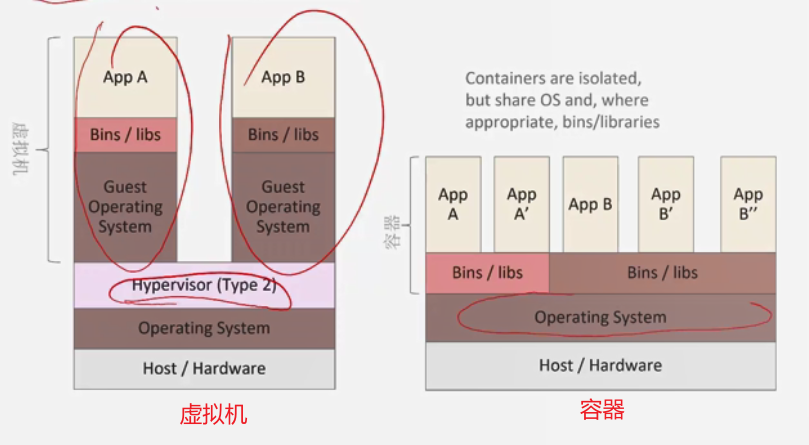 App A
App B
Bins / libs
Bins / libs
Guest
Operating
System
Guest
Operating
System
虚拟机
Hypervisor (Type 2)
Operating System
Host / Hardware
虚拟机
Containers are isolated,
but share OS and, where
appropriate, bins/libraries
App
A
App
A’
App B
App
B’
App
B’’
容器
Bins / libs
Bins / libs
Operating System
Host / Hardware
容器